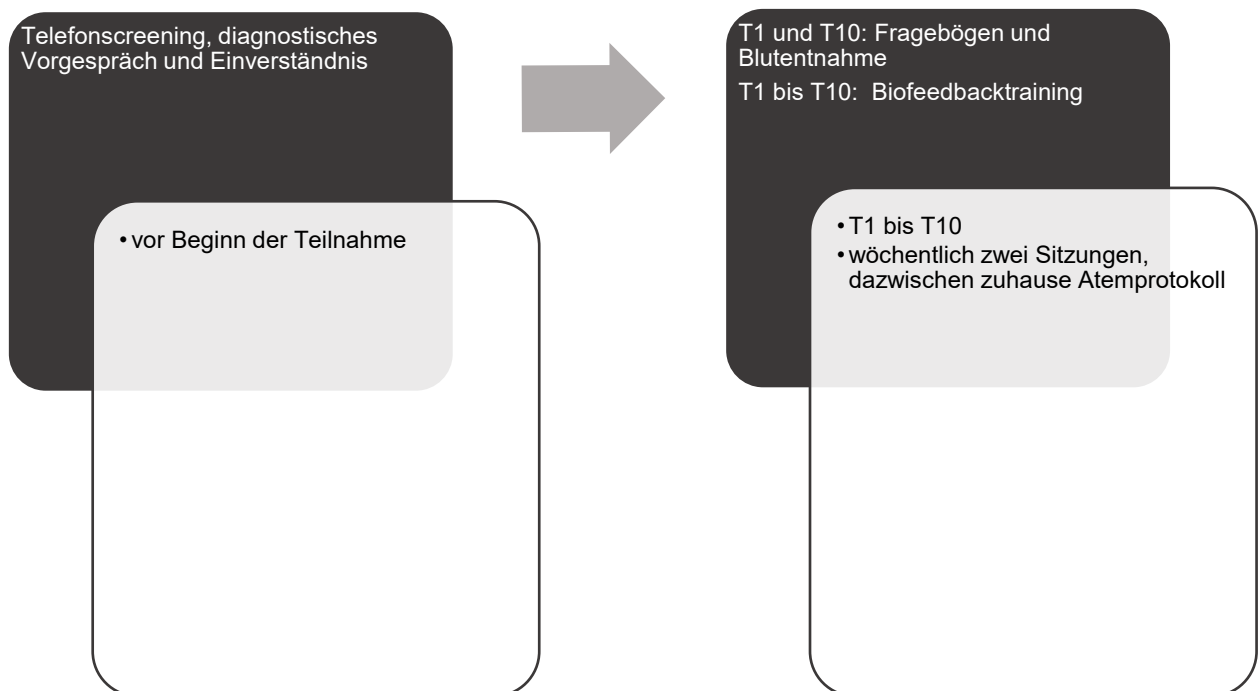 Telefonscreening, diagnostisches
Vorgespräch und Einverständnis
• vor Beginn der Teilnahme
T1 und T10: Fragebögen und
Blutentnahme
T1 bis T10:  Biofeedbacktraining
• T1 bis T10
• wöchentlich zwei Sitzungen,
dazwischen zuhause Atemprotokoll